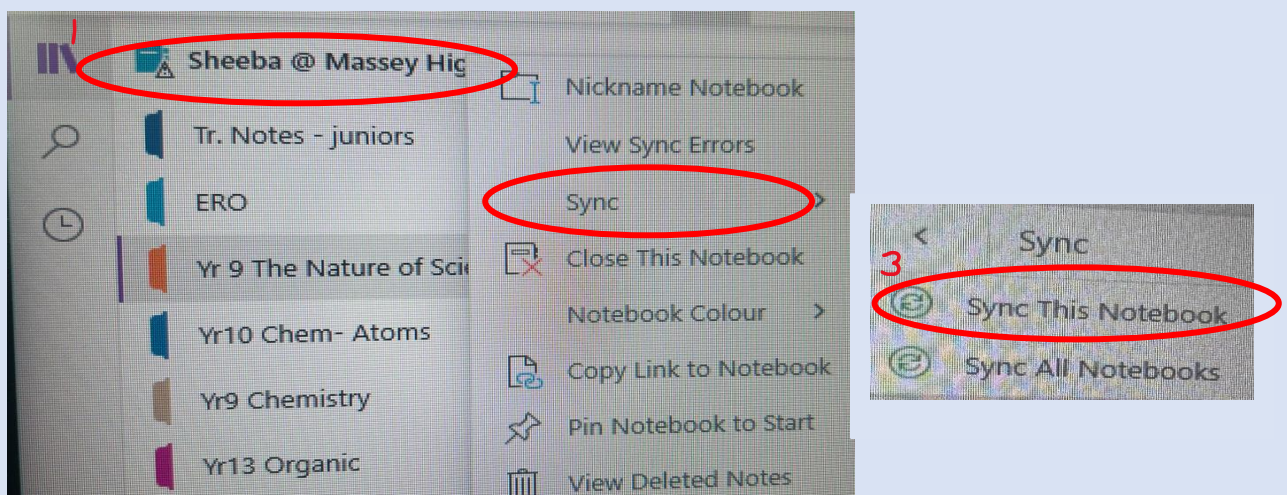 1
Sheeba @ Massey Hig
Tr. Notes - juniors
ERO
Yr 9 The Nature of Scie
Yr10 Chem- Atoms
Yr9 Chemistry
Yr13 Organic
Nickname Notebook
View Sync Errors
Sync >
Close This Notebook
Notebook Colour >
Copy Link to Notebook
Pin Notebook to Start
View Deleted Notes
3
< Sync
Sync This Notebook
Sync All Notebooks